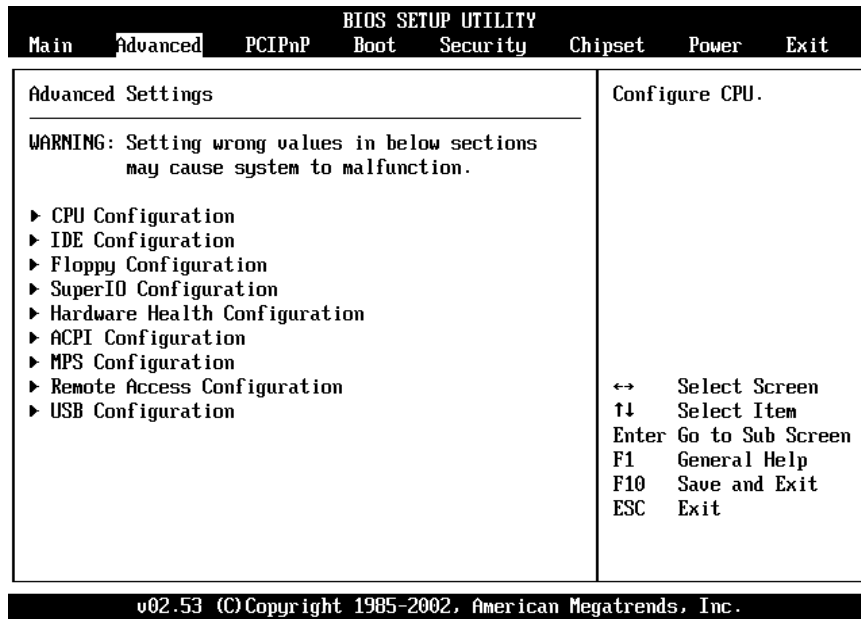 BIOS SETUP UTILITY
Main Advanced PCIPnP Boot Security Chipset Power Exit
Advanced Settings
WARNING: Setting wrong values in below sections
may cause system to malfunction.
▶ CPU Configuration
▶ IDE Configuration
▶ Floppy Configuration
▶ SuperIO Configuration
▶ Hardware Health Configuration
▶ ACPI Configuration
▶ MPS Configuration
▶ Remote Access Configuration
▶ USB Configuration
Configure CPU.
←→ Select Screen
↑↓ Select Item
Enter Go to Sub Screen
F1 General Help
F10 Save and Exit
ESC Exit
v02.53 (C)Copyright 1985-2002, American Megatrends, Inc.